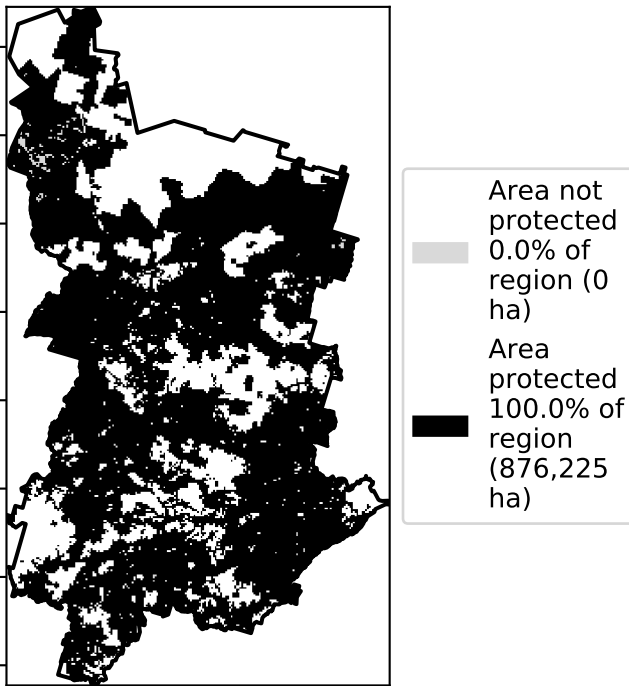 Area not
protected
0.0% of
region (0
ha)
Area
protected
100.0% of
region
(876,225
ha)